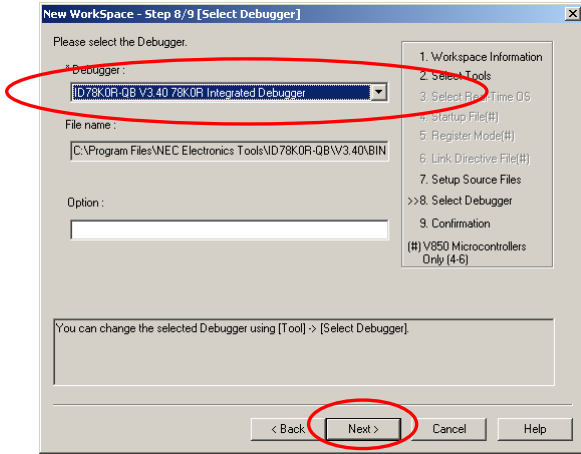 New WorkSpace - Step 8/9 [Select Debugger]
Please select the Debugger.
* Debugger :
ID78K0R-QB V3.40 78K0R Integrated Debugger
File name :
C:\Program Files\NEC Electronics Tools\ID78K0R-QB\V3.40\BIN
Option :
1. Workspace Information
2. Select Tools
3. Select Real-Time OS
4. Startup File(#)
5. Register Mode(#)
6. Link Directive File(#)
7. Setup Source Files
>>8. Select Debugger
9. Confirmation
(#) V850 Microcontrollers
Only (4-6)
You can change the selected Debugger using [Tool] -> [Select Debugger].
< Back
Next >
Cancel
Help